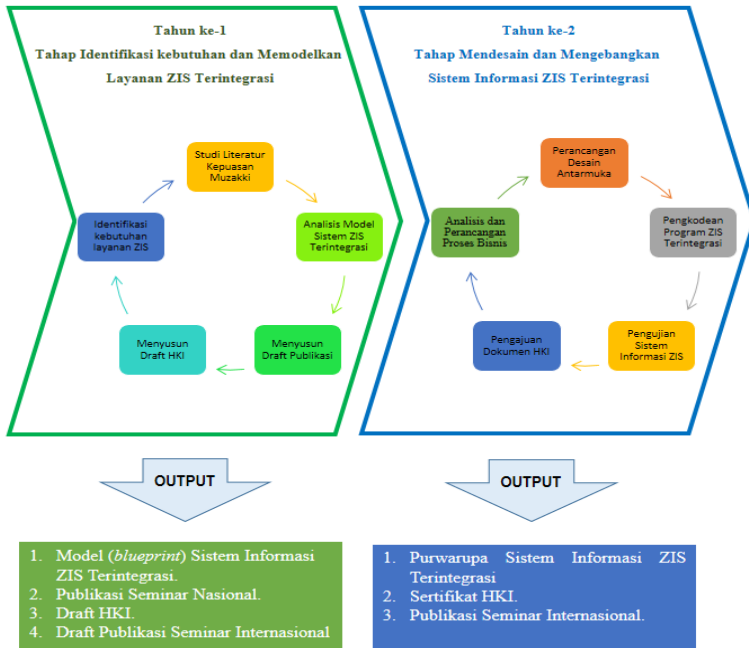 Tahun ke-1
Tahap Identifikasi kebutuhan dan Memodelkan
Layanan ZIS Terintegrasi
Studi Literatur
Kepuasan
Muzakki
Identifikasi
kebutuhan
layanan ZIS
Analisis Model
Sistem ZIS
Terintegrasi
Menyusun
Draft HKI
Menyusun
Draft Publikasi
Tahun ke-2
Tahap Mendesain dan Mengebangkan
Sistem Informasi ZIS Terintegrasi
Perancangan
Desain
Antarmuka
Analisis dan
Perancangan
Proses Bisnis
Pengkodean
Program ZIS
Terintegrasi
Pengajuan
Dokumen HKI
Pengujian
Sistem
Informasi ZIS
OUTPUT
OUTPUT
1. Model (blueprint) Sistem Informasi
ZIS Terintegrasi.
2. Publikasi Seminar Nasional.
3. Draft HKI.
4. Draft Publikasi Seminar Internasional
1. Purwarupa Sistem Informasi ZIS
Terintegrasi
2. Sertifikat HKI.
3. Publikasi Seminar Internasional.